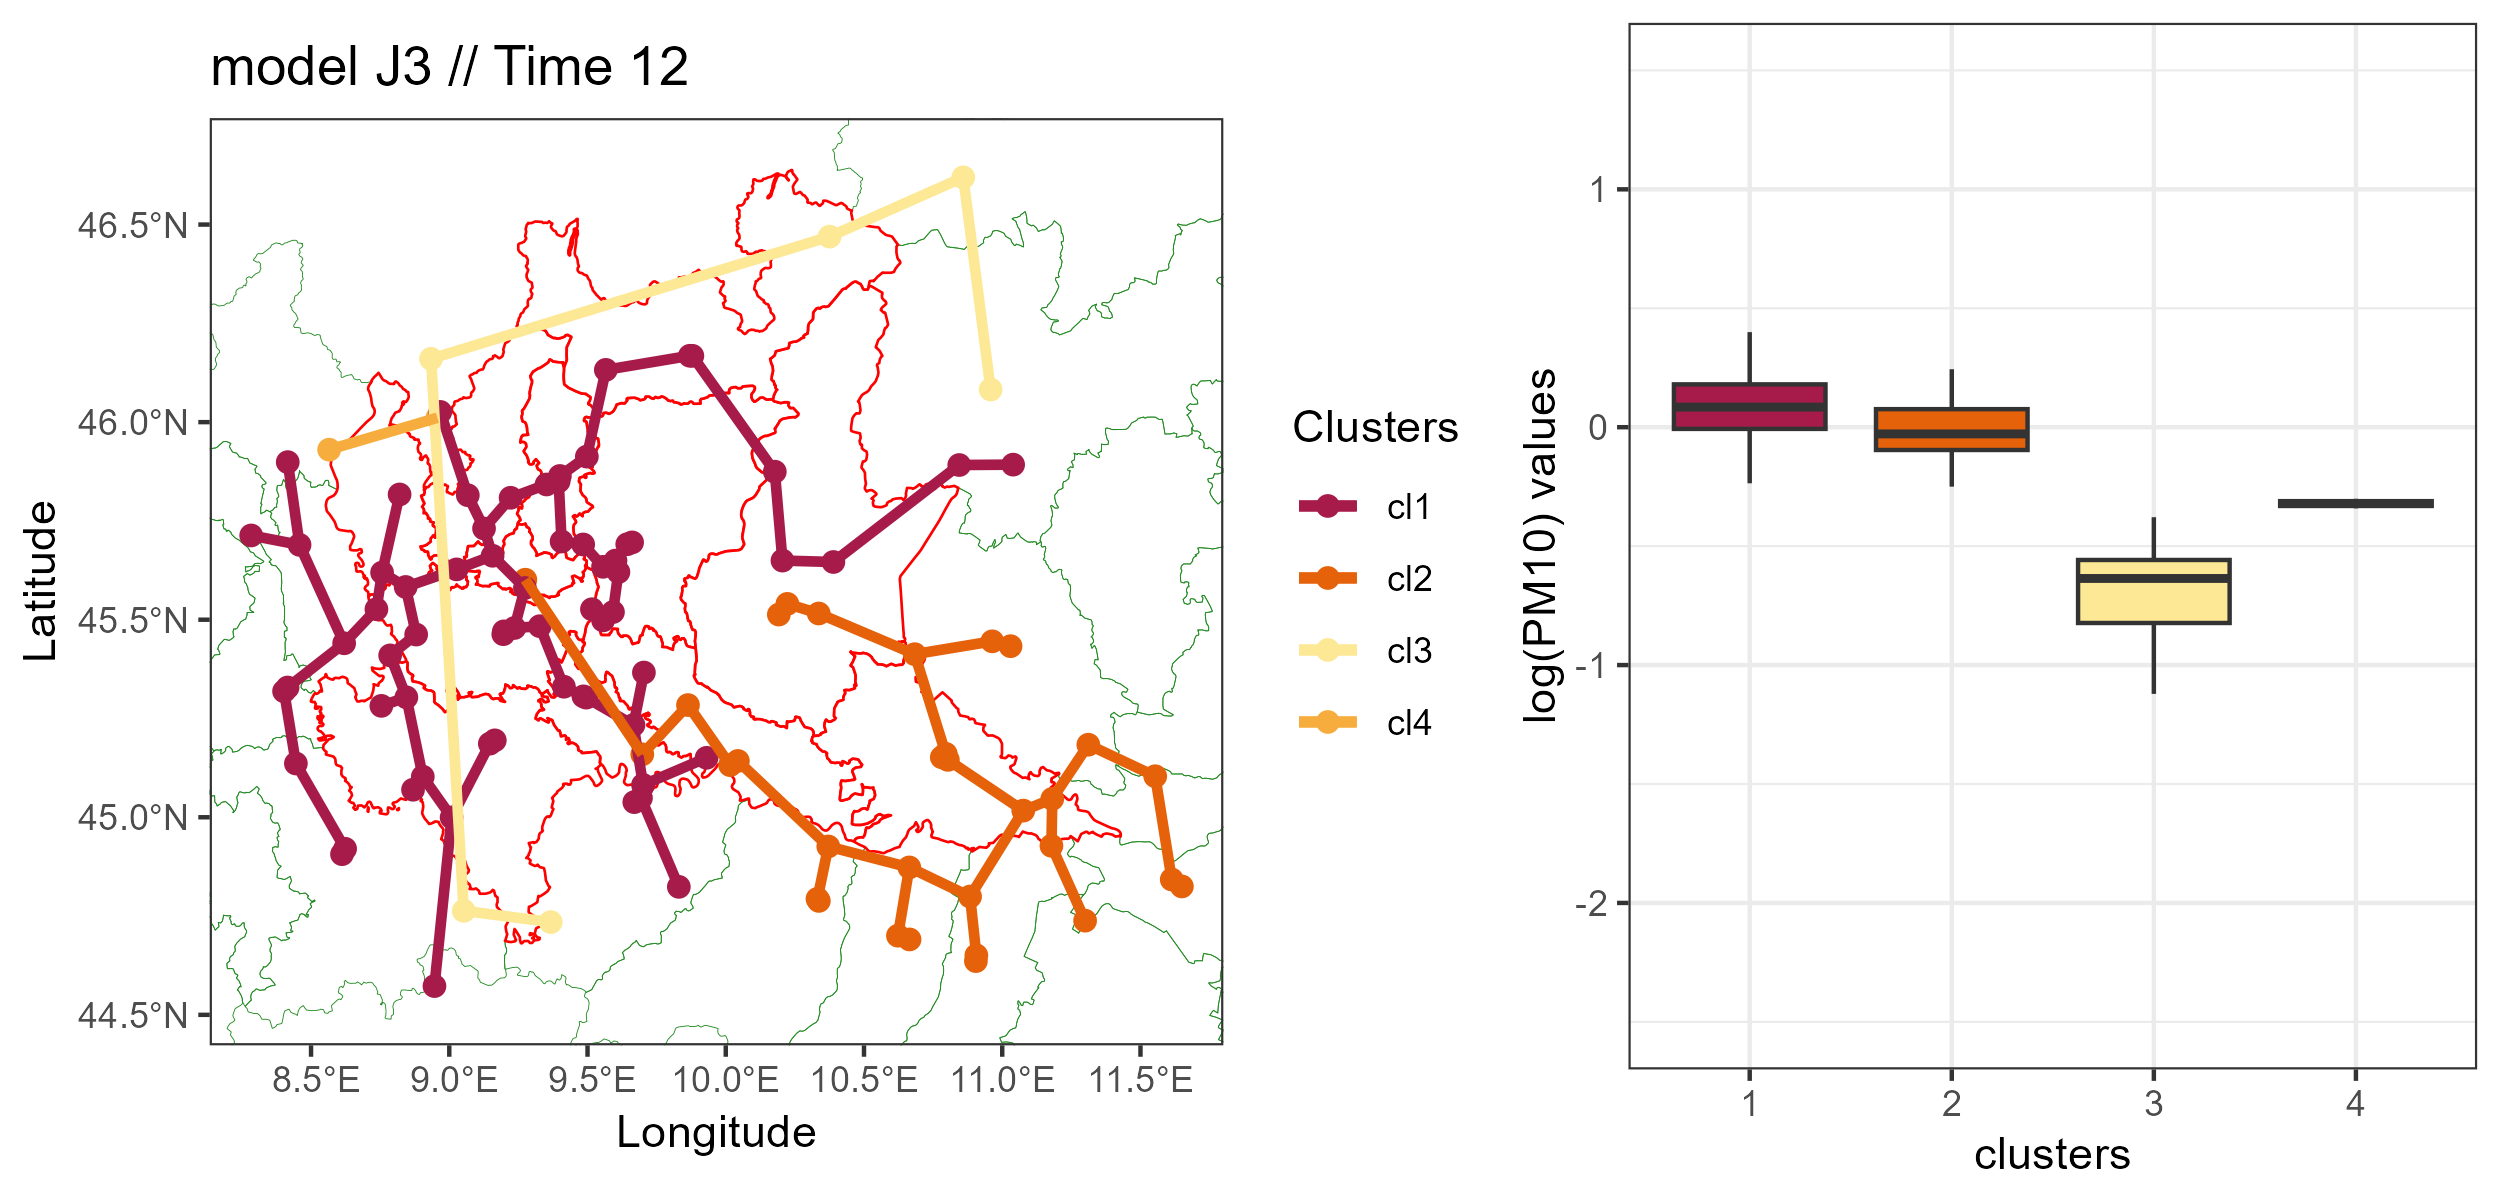 model J3 // Time 12
Latitude
46.5°N
46.0°N
45.5°N
45.0°N
44.5°N
8.5°E 9.0°E 9.5°E 10.0°E 10.5°E 11.0°E 11.5°E
Longitude
Clusters
cl1
cl2
cl3
cl4
log(PM10) values
1
0
-1
-2
1 2 3 4
clusters